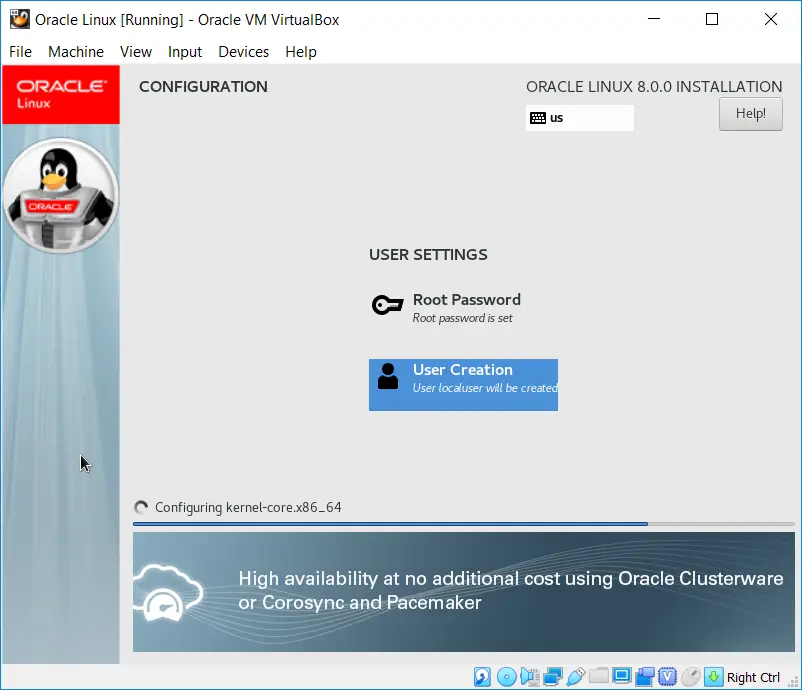 Oracle Linux [Running] - Oracle VM VirtualBox
File Machine View Input Devices Help
ORACLE
Linux
CONFIGURATION
ORACLE LINUX 8.0.0 INSTALLATION
us
Help!
ORACLE
USER SETTINGS
Root Password
Root password is set
User Creation
User localuser will be created
Configuring kernel-core.x86_64
High availability at no additional cost using Oracle Clusterware
or Corosync and Pacemaker
V
Right Ctrl